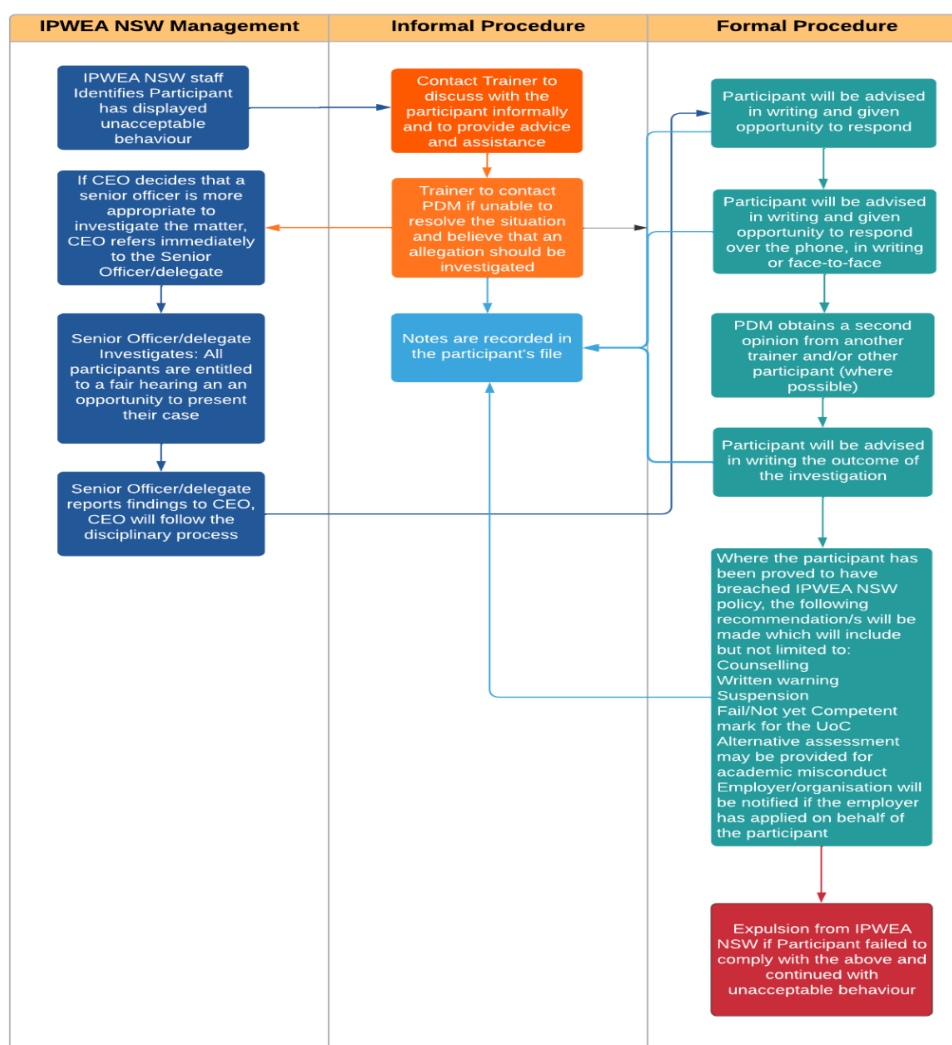 IPWEA NSW Management
Informal Procedure
Formal Procedure
IPWEA NSW staff
Identifies Participant
has displayed
unacceptable
behaviour
If CEO decides that a
senior officer is more
appropriate to
investigate the matter,
CEO refers immediately
to the Senior
Officer/delegate
Senior Officer/delegate
Investigates: All
participants are entitled
to a fair hearing an an
opportunity to present
their case
Senior Officer/delegate
reports findings to CEO,
CEO will follow the
disciplinary process
Contact Trainer to
discuss with the
participant informally
and to provide advice
and assistance
Trainer to contact
PDM if unable to
resolve the situation
and believe that an
allegation should be
investigated
Notes are recorded in
the participant's file
Participant will be advised
in writing and given
opportunity to respond
Participant will be advised
in writing and given
opportunity to respond
over the phone, in writing
or face-to-face
PDM obtains a second
opinion from another
trainer and/or other
participant (where
possible)
Participant will be advised
in writing the outcome of
the investigation
Where the participant has
been proved to have
breached IPWEA NSW
policy, the following
recommendation/s will be
made which will include
but not limited to:
Counselling
Written warning
Suspension
Fail/Not yet Competent
mark for the UoC
Alternative assessment
may be provided for
academic misconduct
Employer/organisation will
be notified if the employer
has applied on behalf of
the participant
Expulsion from IPWEA
NSW if Participant failed to
comply with the above and
continued with
unacceptable behaviour